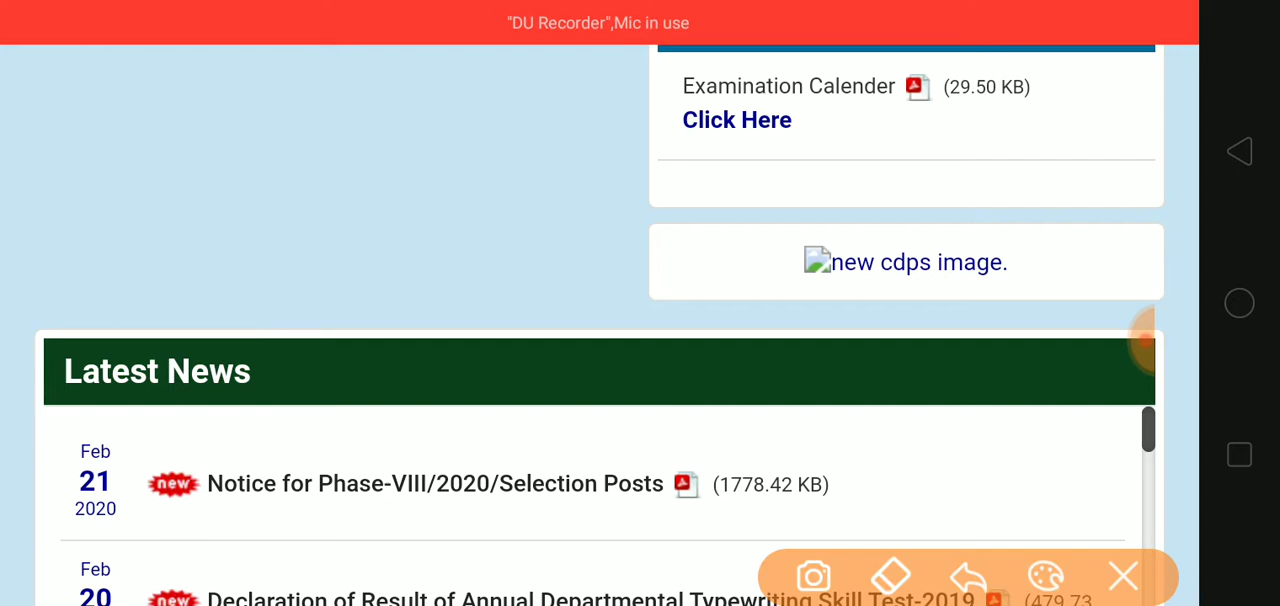 "DU Recorder",Mic in use
Examination Calender (29.50 KB)
Click Here
new cdps image.
Latest News
Feb
21
2020
new Notice for Phase-VIII/2020/Selection Posts (1778.42 KB)
Feb
20
new Declaration of Result of Annual Departmental Typewriting Skill Test-2019 (479.73